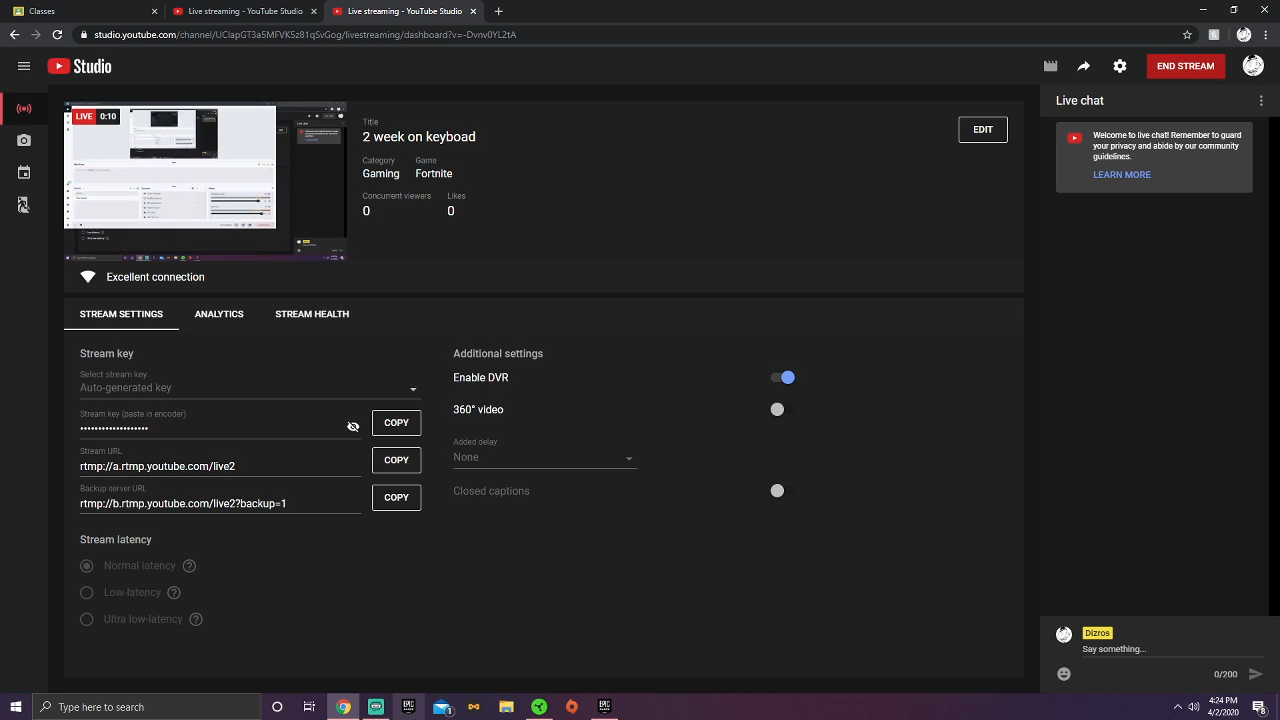 Classes
Live streaming - YouTube Studio
Live streaming - YouTube Studio
studio.youtube.com/channel/UClapGT3a5MFVK5z81qSvGog/livestreaming/dashboard?v=-Dvnv0YL2tA
Studio
END STREAM
LIVE 0:10
Title
2 week on keyboad
EDIT
Category Game
Gaming Fortnite
Concurrent Likes
0 0
Excellent connection
STREAM SETTINGS ANALYTICS STREAM HEALTH
Stream key
Select stream key
Auto-generated key
Stream key (paste in encoder)
COPY
Stream URL
rtmp://a.rtmp.youtube.com/live2
COPY
Backup server URL
rtmp://b.rtmp.youtube.com/live2?backup=1
COPY
Stream latency
Normal latency
Low-latency
Ultra low-latency
Additional settings
Enable DVR
360° video
Added delay
None
Closed captions
Live chat
Welcome to live chat! Remember to guard
your privacy and abide by our community
guidelines.
LEARN MORE
Dizros
Say something...
0/200
Type here to search
4:24 PM
4/2/2020